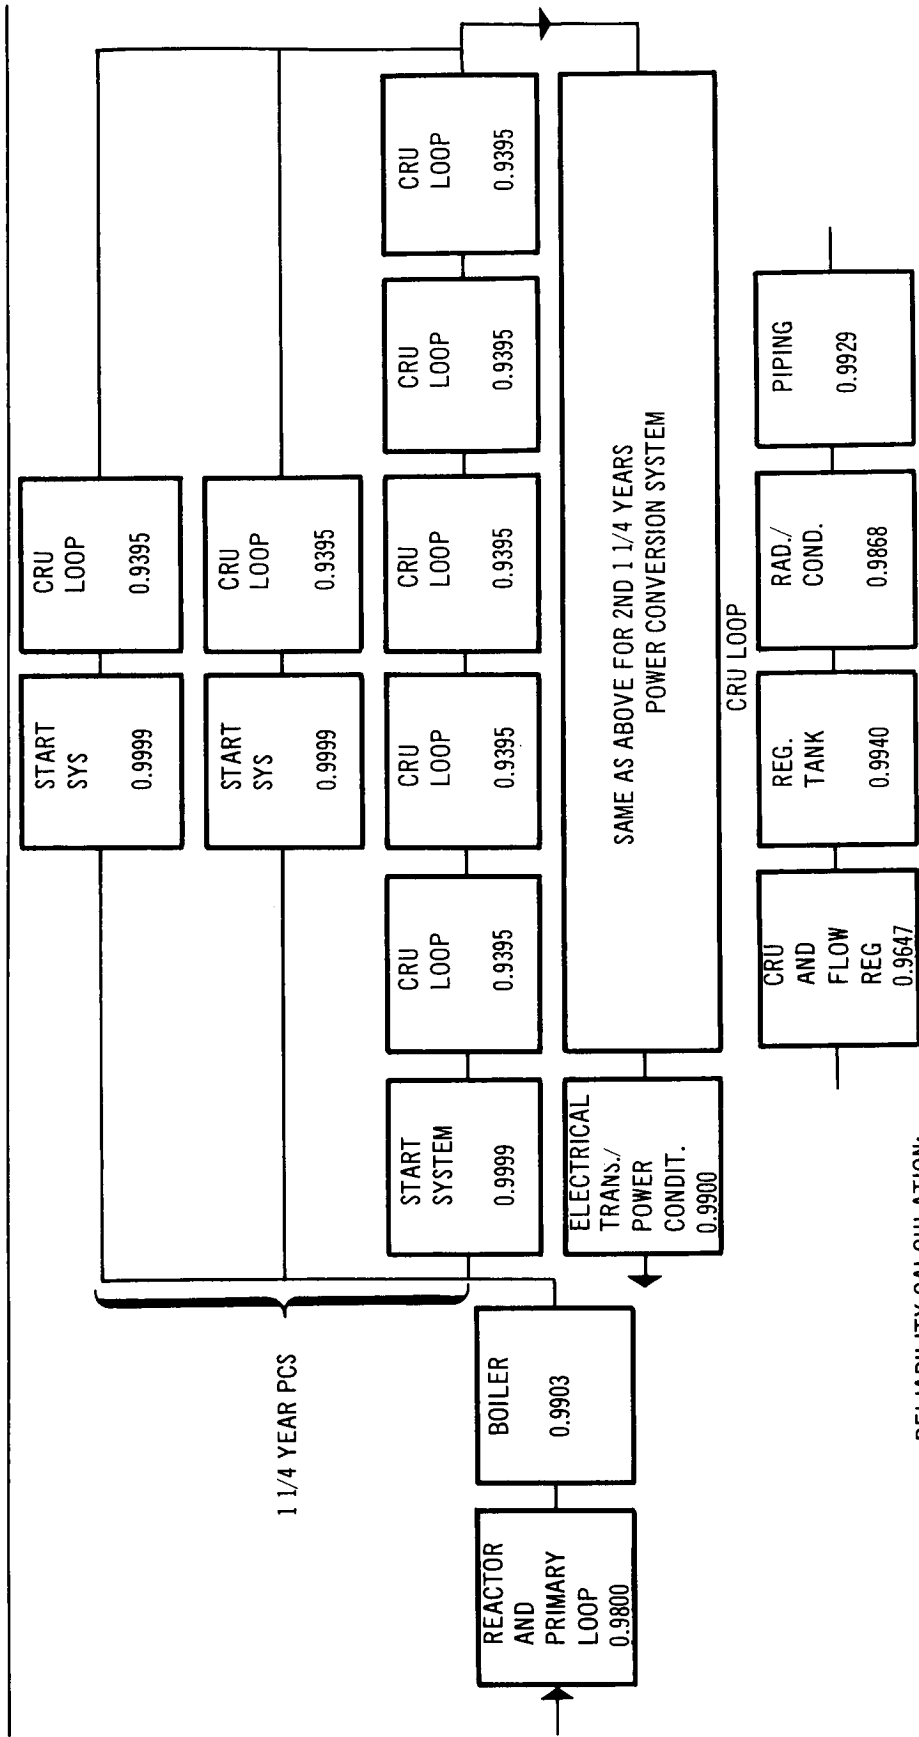 START
SYS
0.9999
CRU
LOOP
0.9395
START
SYS
0.9999
CRU
LOOP
0.9395
1 1/4 YEAR PCS
START
SYSTEM
0.9999
CRU
LOOP
0.9395
CRU
LOOP
0.9395
CRU
LOOP
0.9395
CRU
LOOP
0.9395
CRU
LOOP
0.9395
REACTOR
AND
PRIMARY
LOOP
0.9800
BOILER
0.9903
ELECTRICAL
TRANS./
POWER
CONDIT.
0.9900
SAME AS ABOVE FOR 2ND 1 1/4 YEARS
POWER CONVERSION SYSTEM
CRU LOOP
CRU
AND
FLOW
REG
0.9647
REG.
TANK
0.9940
RAD./
COND.
0.9868
PIPING
0.9929
RELIABILITY CALCULATION: